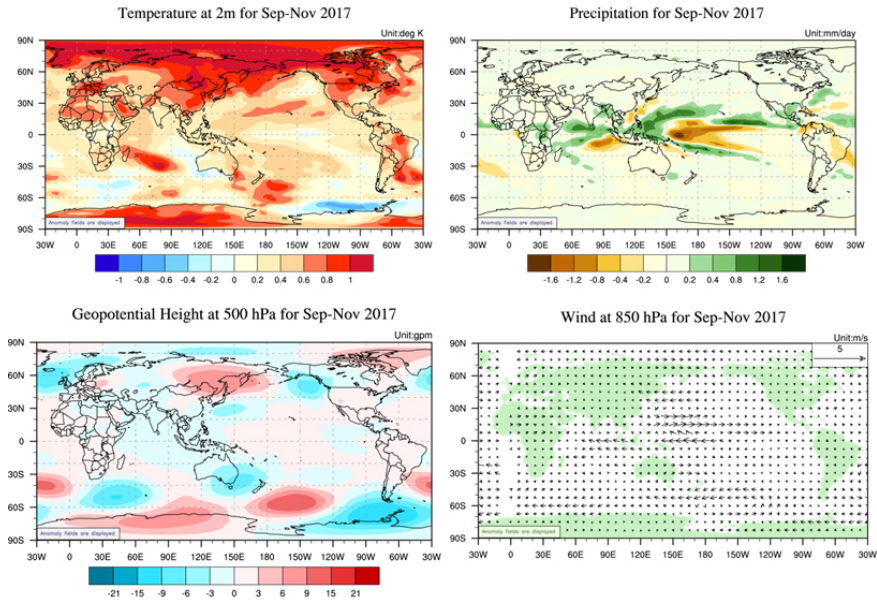 Temperature at 2m for Sep-Nov 2017
Unit:deg K
90N
60N
30N
0
30S
60S
90S
Anomaly fields are displayed
30W 0 30E 60E 90E 120E 150E 180 150W 120W 90W 60W 30W
-1 -0.8 -0.6 -0.4 -0.2 0 0.2 0.4 0.6 0.8 1
Precipitation for Sep-Nov 2017
Unit:mm/day
90N
60N
30N
0
30S
60S
90S
Anomaly fields are displayed
30W 0 30E 60E 90E 120E 150E 180 150W 120W 90W 60W 30W
-1.6 -1.2 -0.8 -0.4 -0.2 0 0.2 0.4 0.8 1.2 1.6
Geopotential Height at 500 hPa for Sep-Nov 2017
Unit:gpm
90N
60N
30N
0
30S
60S
90S
Anomaly fields are displayed
30W 0 30E 60E 90E 120E 150E 180 150W 120W 90W 60W 30W
-21 -15 -9 -6 -3 0 3 6 9 15 21
Wind at 850 hPa for Sep-Nov 2017
Unit:m/s
5
90N
60N
30N
0
30S
60S
90S
Anomaly fields are displayed
30W 0 30E 60E 90E 120E 150E 180 150W 120W 90W 60W 30W